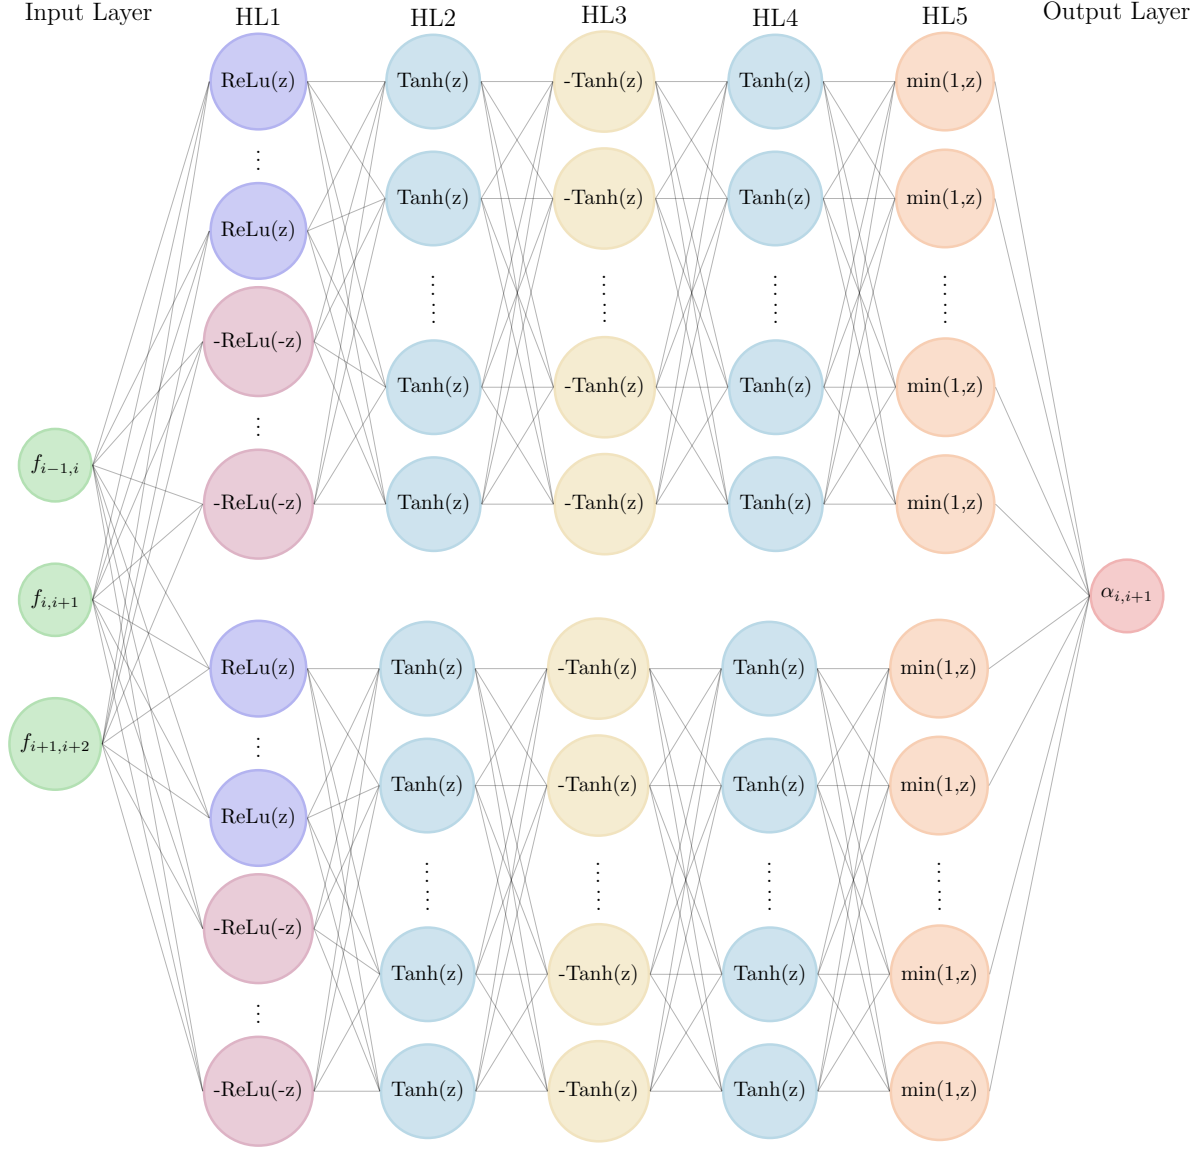 Input Layer HL1 HL2 HL3 HL4 HL5 Output Layer
ReLu(z) Tanh(z) -Tanh(z) Tanh(z) min(1,z)
Tanh(z) -Tanh(z) Tanh(z) min(1,z)
ReLu(z)
-ReLu(-z)
Tanh(z) -Tanh(z) Tanh(z) min(1,z)
f_{i−1,i}
-ReLu(-z) Tanh(z) -Tanh(z) Tanh(z) min(1,z)
f_{i,i+1} α_{i,i+1}
ReLu(z) Tanh(z) -Tanh(z) Tanh(z) min(1,z)
f_{i+1,i+2}
Tanh(z) -Tanh(z) Tanh(z) min(1,z)
ReLu(z)
-ReLu(-z)
Tanh(z) -Tanh(z) Tanh(z) min(1,z)
-ReLu(-z) Tanh(z) -Tanh(z) Tanh(z) min(1,z)